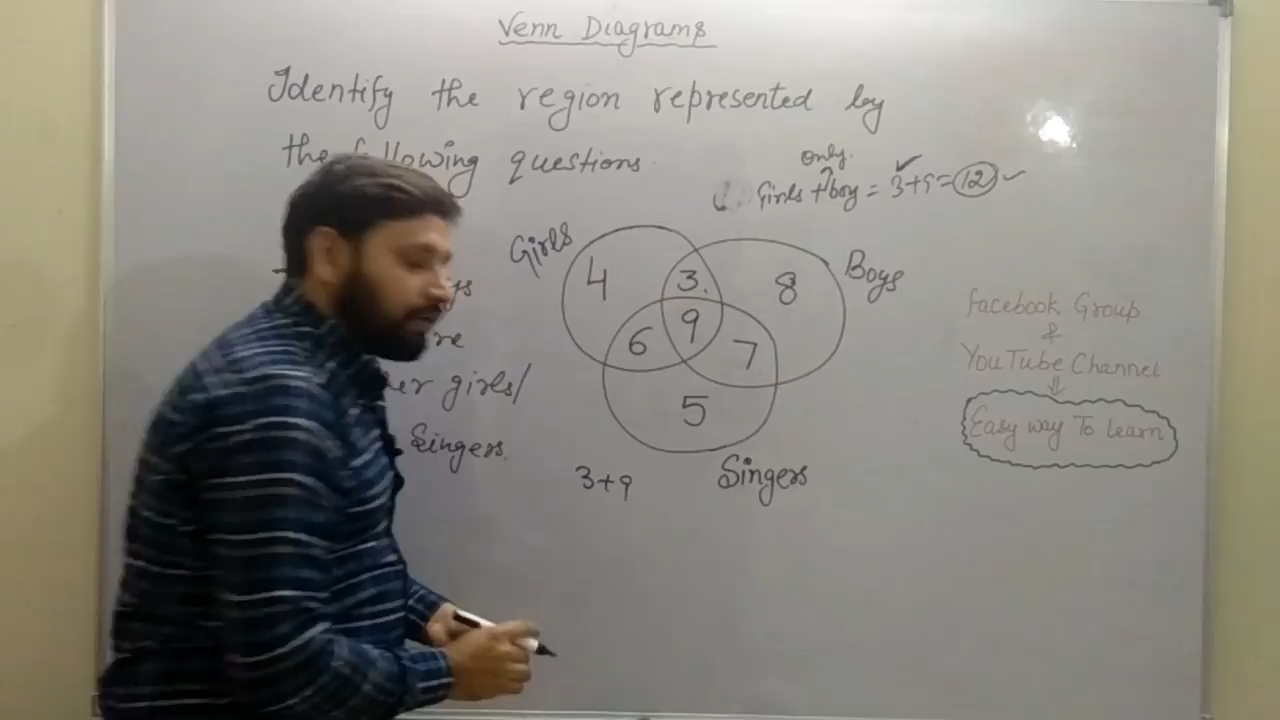 Venn Diagrams
Identify the region represented by
the following questions.
only.
Girls + boy = 3+9=12
Girls
Boys
4
3.
8
9
6
7
5
Singers
3+9
girls/
Singers.
Facebook Group
&
YouTube Channel
⇓
Easy way To Learn